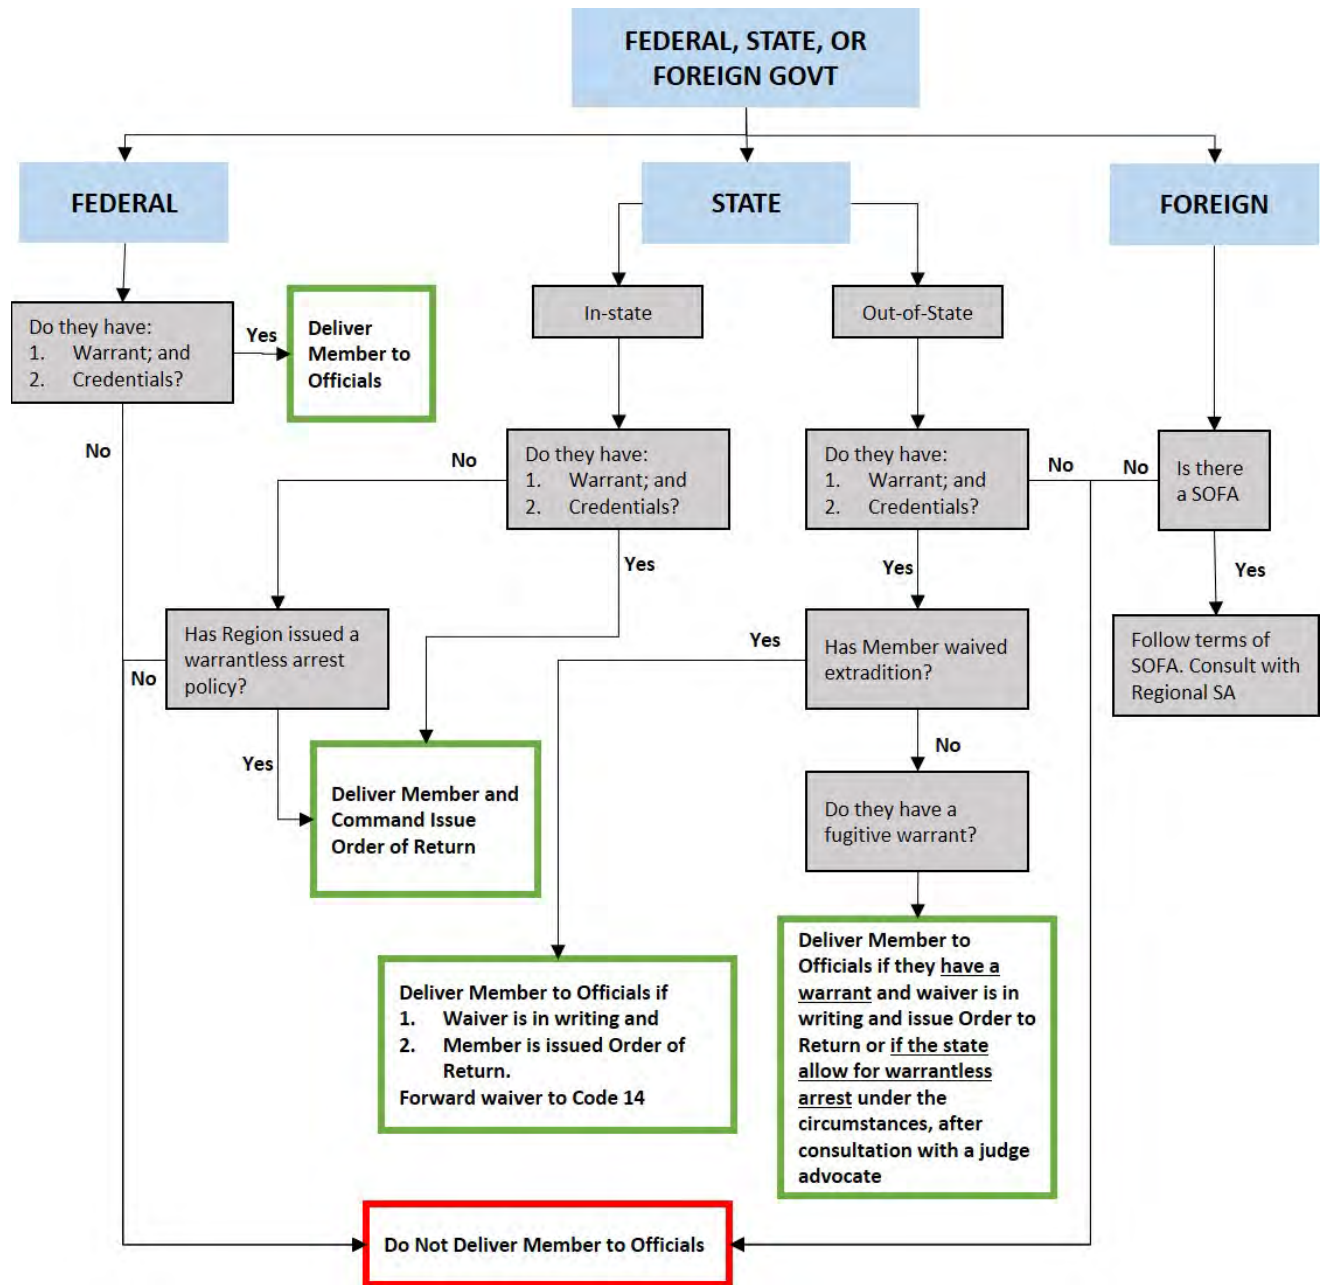 FEDERAL, STATE, OR
FOREIGN GOVT
FEDERAL
STATE
FOREIGN
Do they have:
1. Warrant; and
2. Credentials?
Yes
Deliver
Member to
Officials
No
In-state
Out-of-State
Do they have:
1. Warrant; and
2. Credentials?
No
Yes
Do they have:
1. Warrant; and
2. Credentials?
No
Yes
No
Is there
a SOFA
Yes
Has Region issued a
warrantless arrest
policy?
No
Yes
Has Member waived
extradition?
Yes
No
Follow terms of
SOFA. Consult with
Regional SA
Deliver Member and
Command Issue
Order of Return
Do they have a
fugitive warrant?
Deliver Member to Officials if
1. Waiver is in writing and
2. Member is issued Order of
Return.
Forward waiver to Code 14
Deliver Member to
Officials if they have a
warrant and waiver is in
writing and issue Order to
Return or if the state
allow for warrantless
arrest under the
circumstances, after
consultation with a judge
advocate
Do Not Deliver Member to Officials